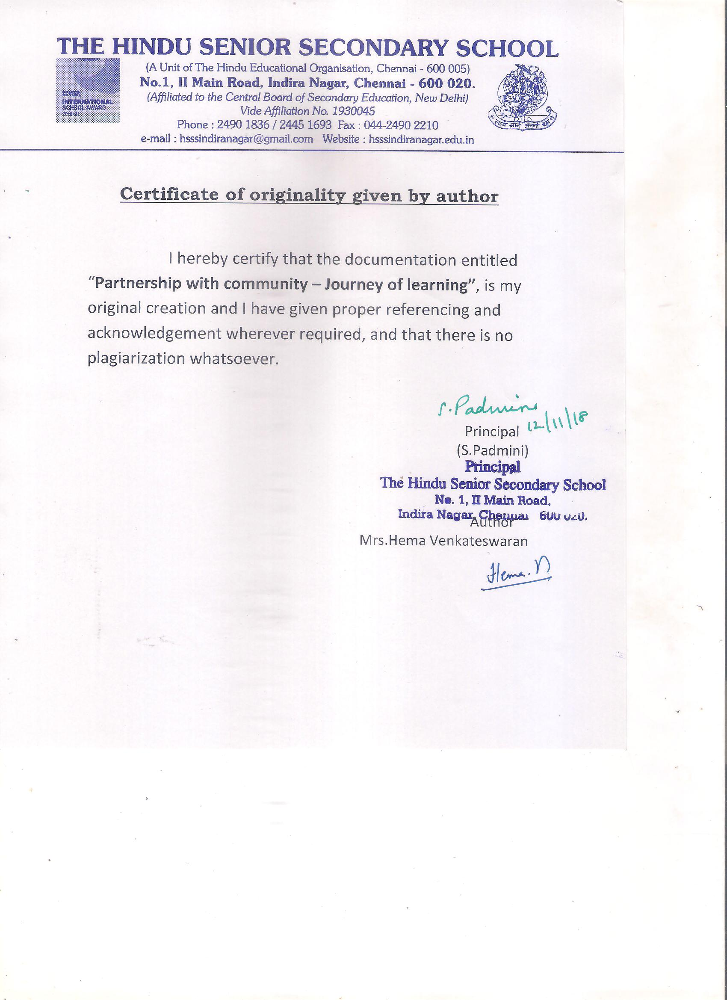 THE HINDU SENIOR SECONDARY SCHOOL
(A Unit of The Hindu Educational Organisation, Chennai - 600 005)
No.1, II Main Road, Indira Nagar, Chennai - 600 020.
(Affiliated to the Central Board of Secondary Education, New Delhi)
Vide Affiliation No. 1930045
Phone : 2490 1836 / 2445 1693 Fax : 044-2490 2210
e-mail : hsssindiranagar@gmail.com Website : hsssindiranagar.edu.in
INTERNATIONAL
SCHOOL AWARD
2018-21
सत्यं ज्ञानं अनन्तं ब्रह्म
Certificate of originality given by author
I hereby certify that the documentation entitled
“Partnership with community – Journey of learning”, is my
original creation and I have given proper referencing and
acknowledgement wherever required, and that there is no
plagiarization whatsoever.
S. Padmini
12/11/18
Principal
(S.Padmini)
Principal
The Hindu Senior Secondary School
No. 1, II Main Road,
Indira Nagar, Chennai 600 020.
Author
Mrs.Hema Venkateswaran
Hema. V